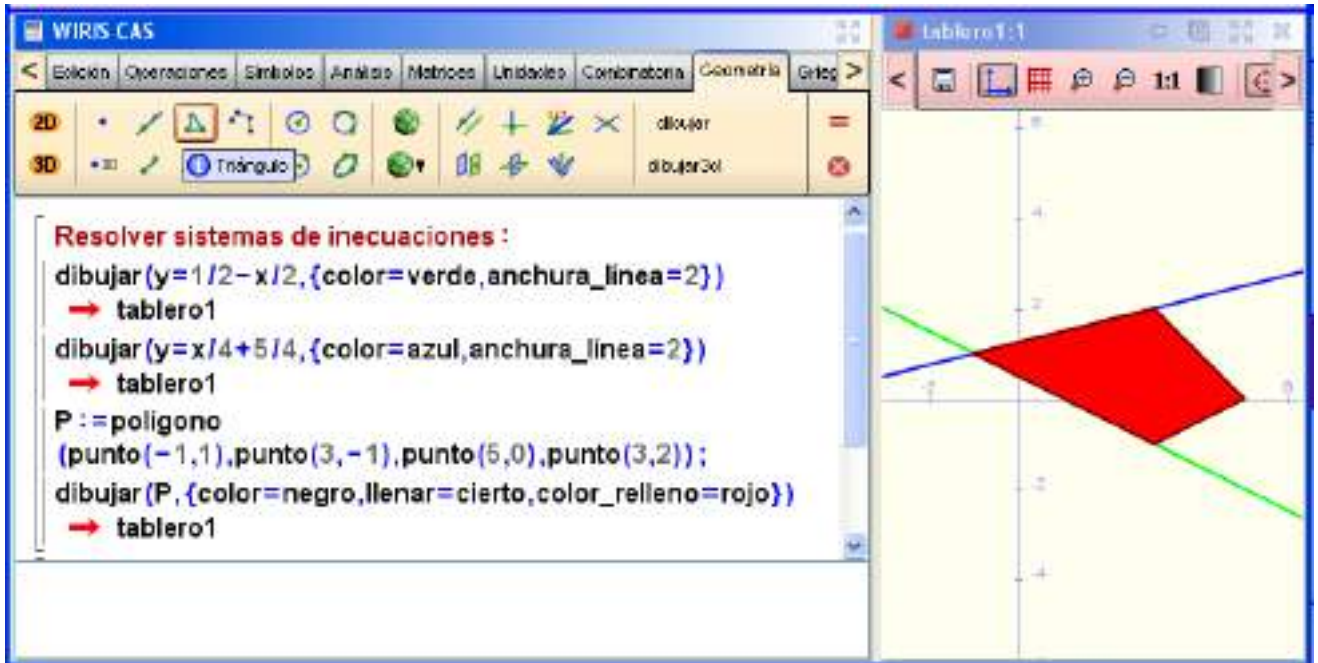 WIRIS CAS
Edición Operaciones Símbolos Análisis Matrices Unidades Combinatoria Geometría Grieg
2D dibujar
3D Triángulo dibujar3d
Resolver sistemas de inecuaciones :
dibujar(y=1/2-x/2,{color=verde,anchura_línea=2})
tablero1
dibujar(y=x/4+5/4,{color=azul,anchura_línea=2})
tablero1
P:=polígono
(punto(-1,1),punto(3,-1),punto(5,0),punto(3,2));
dibujar(P,{color=negro,llenar=cierto,color_relleno=rojo})
tablero1
tablero1:1
1:1
4
2